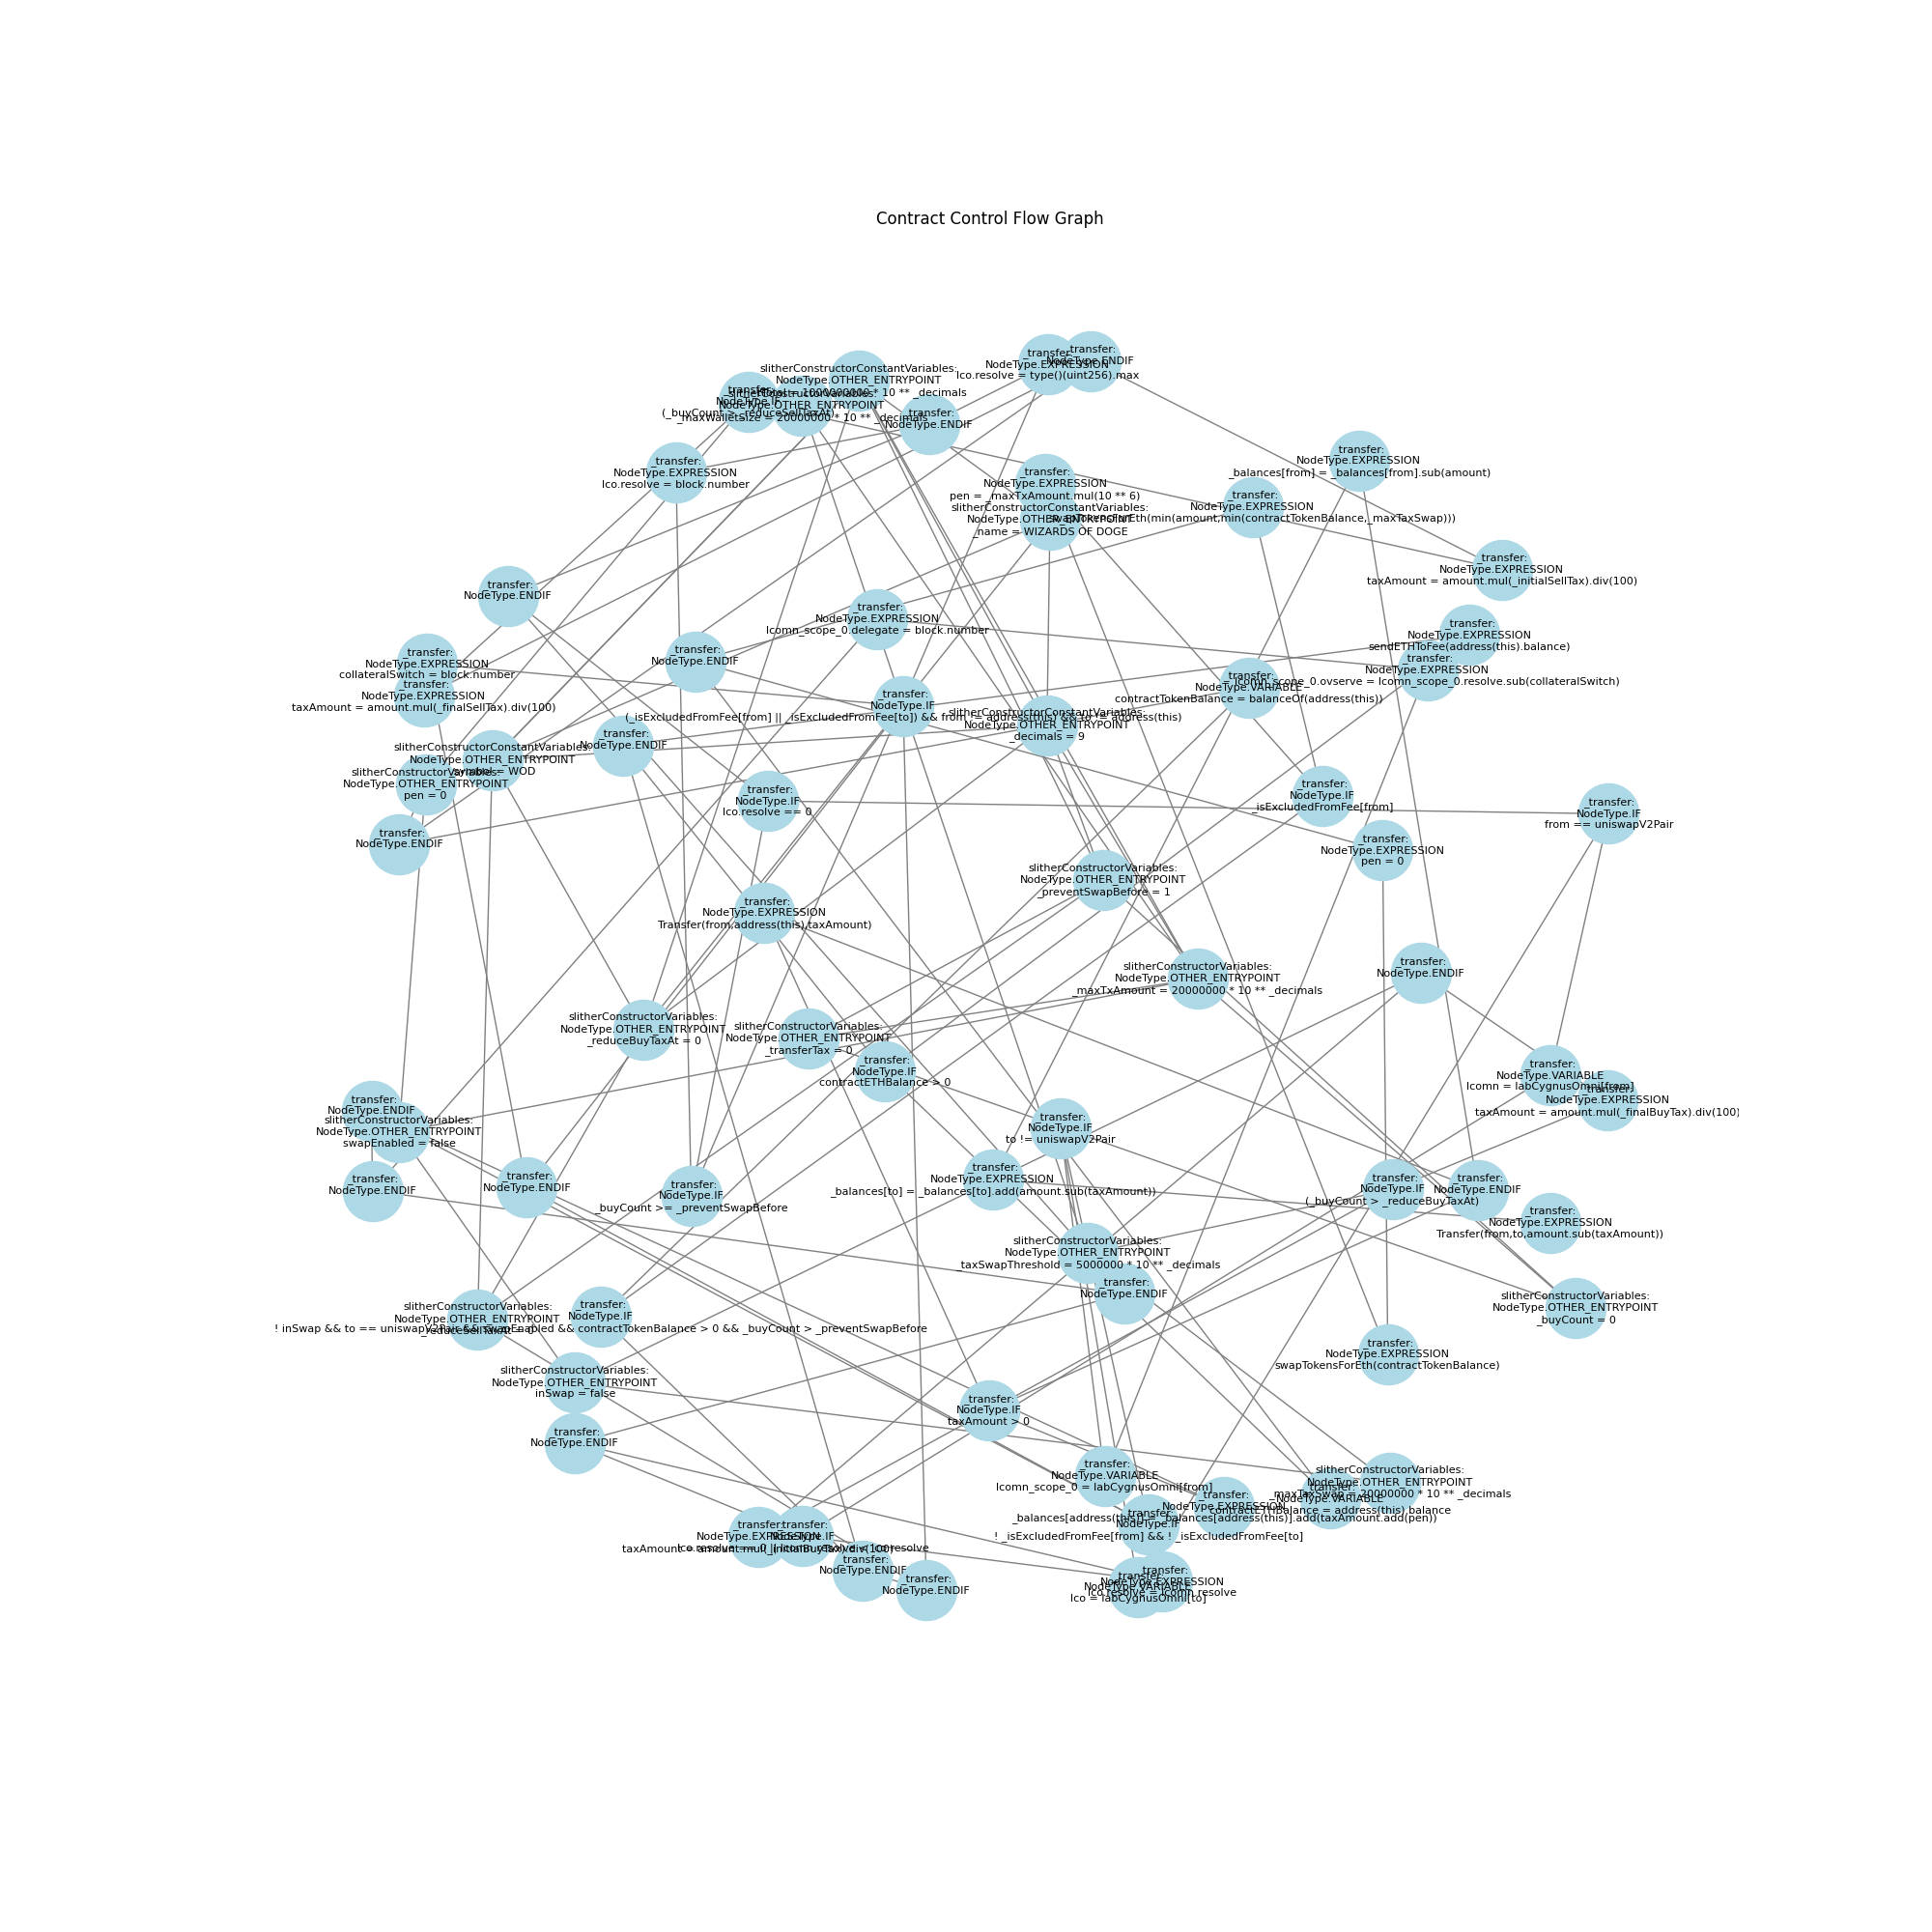 Contract Control Flow Graph
_transfer:
NodeType.EXPRESSION
lco.resolve = type()(uint256).max
_transfer:
NodeType.ENDIF
slitherConstructorConstantVariables:
NodeType.OTHER_ENTRYPOINT
= 1000000000 * 10 ** _decimals
_transfer:
NodeType.IF
(_buyCount > _reduceSellTaxAt)
slitherConstructorVariables:
NodeType.OTHER_ENTRYPOINT
_maxWalletSize = 20000000 * 10 ** _decimals
_transfer:
NodeType.ENDIF
_transfer:
NodeType.EXPRESSION
lco.resolve = block.number
_transfer:
NodeType.EXPRESSION
_balances[from] = _balances[from].sub(amount)
_transfer:
NodeType.EXPRESSION
pen = _maxTxAmount.mul(10 ** 6)
slitherConstructorConstantVariables:
NodeType.OTHER_ENTRYPOINT
_name = WIZARDS OF DOGE
_transfer:
NodeType.EXPRESSION
swapTokensForEth(min(amount,min(contractTokenBalance,_maxTaxSwap)))
_transfer:
NodeType.EXPRESSION
taxAmount = amount.mul(_initialSellTax).div(100)
_transfer:
NodeType.ENDIF
_transfer:
NodeType.EXPRESSION
lcomn_scope_0.delegate = block.number
_transfer:
NodeType.EXPRESSION
sendETHToFee(address(this).balance)
_transfer:
NodeType.ENDIF
_transfer:
NodeType.EXPRESSION
collateralSwitch = block.number
_transfer:
NodeType.EXPRESSION
lcomn_scope_0.ovserve = lcomn_scope_0.resolve.sub(collateralSwitch)
_transfer:
NodeType.VARIABLE
contractTokenBalance = balanceOf(address(this))
_transfer:
NodeType.EXPRESSION
taxAmount = amount.mul(_finalSellTax).div(100)
_transfer:
NodeType.IF
(_isExcludedFromFee[from] || _isExcludedFromFee[to]) && from != address(this) && to != address(this)
slitherConstructorConstantVariables:
NodeType.OTHER_ENTRYPOINT
_decimals = 9
_transfer:
NodeType.ENDIF
slitherConstructorConstantVariables:
NodeType.OTHER_ENTRYPOINT
_symbol = WOD
slitherConstructorVariables:
NodeType.OTHER_ENTRYPOINT
pen = 0
_transfer:
NodeType.IF
lco.resolve == 0
_transfer:
NodeType.IF
_isExcludedFromFee[from]
_transfer:
NodeType.IF
from == uniswapV2Pair
_transfer:
NodeType.ENDIF
_transfer:
NodeType.EXPRESSION
pen = 0
slitherConstructorVariables:
NodeType.OTHER_ENTRYPOINT
_preventSwapBefore = 1
_transfer:
NodeType.EXPRESSION
Transfer(from,address(this),taxAmount)
_transfer:
NodeType.ENDIF
slitherConstructorVariables:
NodeType.OTHER_ENTRYPOINT
_maxTxAmount = 20000000 * 10 ** _decimals
slitherConstructorVariables:
NodeType.OTHER_ENTRYPOINT
_reduceBuyTaxAt = 0
slitherConstructorVariables:
NodeType.OTHER_ENTRYPOINT
_transferTax = 0
_transfer:
NodeType.IF
contractETHBalance > 0
_transfer:
NodeType.VARIABLE
lcomn = labCygnusOmni[from]
_transfer:
NodeType.EXPRESSION
taxAmount = amount.mul(_finalBuyTax).div(100)
_transfer:
NodeType.ENDIF
slitherConstructorVariables:
NodeType.OTHER_ENTRYPOINT
swapEnabled = false
_transfer:
NodeType.IF
to != uniswapV2Pair
_transfer:
NodeType.EXPRESSION
_balances[to] = _balances[to].add(amount.sub(taxAmount))
_transfer:
NodeType.ENDIF
_transfer:
NodeType.ENDIF
_transfer:
NodeType.IF
_buyCount >= _preventSwapBefore
_transfer:
NodeType.IF
(_buyCount > _reduceBuyTaxAt)
_transfer:
NodeType.ENDIF
_transfer:
NodeType.EXPRESSION
Transfer(from,to,amount.sub(taxAmount))
slitherConstructorVariables:
NodeType.OTHER_ENTRYPOINT
_taxSwapThreshold = 5000000 * 10 ** _decimals
_transfer:
NodeType.ENDIF
slitherConstructorVariables:
NodeType.OTHER_ENTRYPOINT
_buyCount = 0
slitherConstructorVariables:
NodeType.OTHER_ENTRYPOINT
_reduceSellTaxAt = 0
_transfer:
NodeType.IF
! inSwap && to == uniswapV2Pair && swapEnabled && contractTokenBalance > 0 && _buyCount > _preventSwapBefore
_transfer:
NodeType.EXPRESSION
swapTokensForEth(contractTokenBalance)
slitherConstructorVariables:
NodeType.OTHER_ENTRYPOINT
inSwap = false
_transfer:
NodeType.IF
taxAmount > 0
_transfer:
NodeType.ENDIF
_transfer:
NodeType.VARIABLE
lcomn_scope_0 = labCygnusOmni[from]
slitherConstructorVariables:
NodeType.OTHER_ENTRYPOINT
_maxTaxSwap = 20000000 * 10 ** _decimals
_transfer:
NodeType.VARIABLE
contractETHBalance = address(this).balance
_transfer:
NodeType.EXPRESSION
_balances[address(this)] = _balances[address(this)].add(taxAmount.add(pen))
_transfer:
NodeType.IF
! _isExcludedFromFee[from] && ! _isExcludedFromFee[to]
_transfer:
NodeType.EXPRESSION
taxAmount = amount.mul(_initialBuyTax).div(100)
_transfer:
NodeType.IF
lco.resolve == 0 || lcomn.resolve < lco.resolve
_transfer:
NodeType.ENDIF
_transfer:
NodeType.ENDIF
_transfer:
NodeType.EXPRESSION
lco.resolve = lcomn.resolve
_transfer:
NodeType.VARIABLE
lco = labCygnusOmni[to]